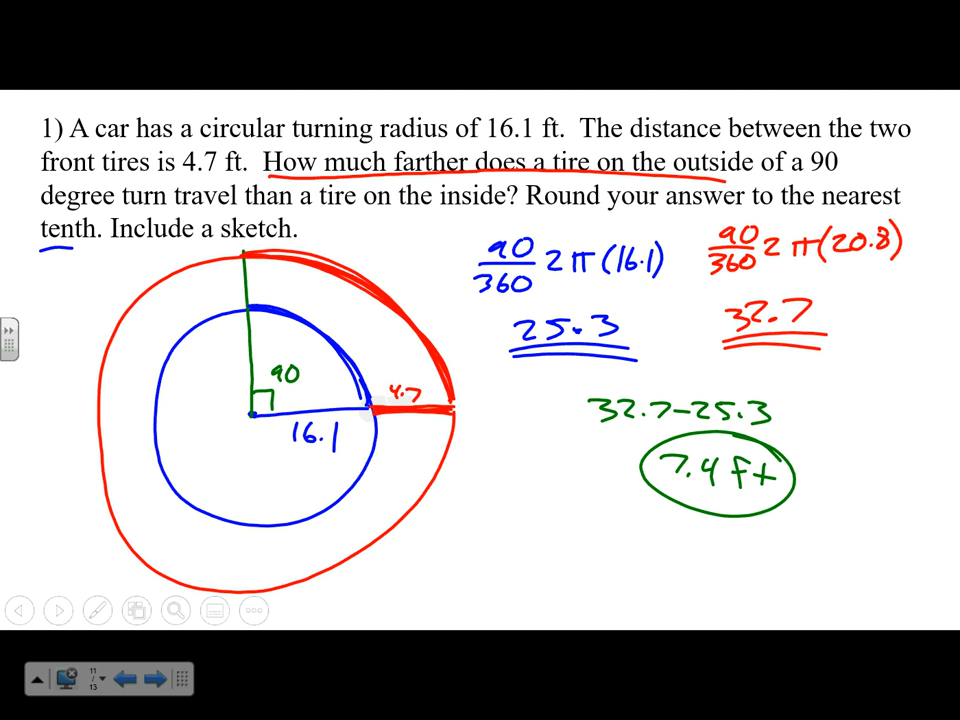 1) A car has a circular turning radius of 16.1 ft.  The distance between the two
front tires is 4.7 ft.  How much farther does a tire on the outside of a 90
degree turn travel than a tire on the inside? Round your answer to the nearest
tenth. Include a sketch.
90/360 2π(16.1)
25.3
90/360 2π(20.8)
32.7
90
4.7
16.1
32.7-25.3
7.4 ft
11
/
13